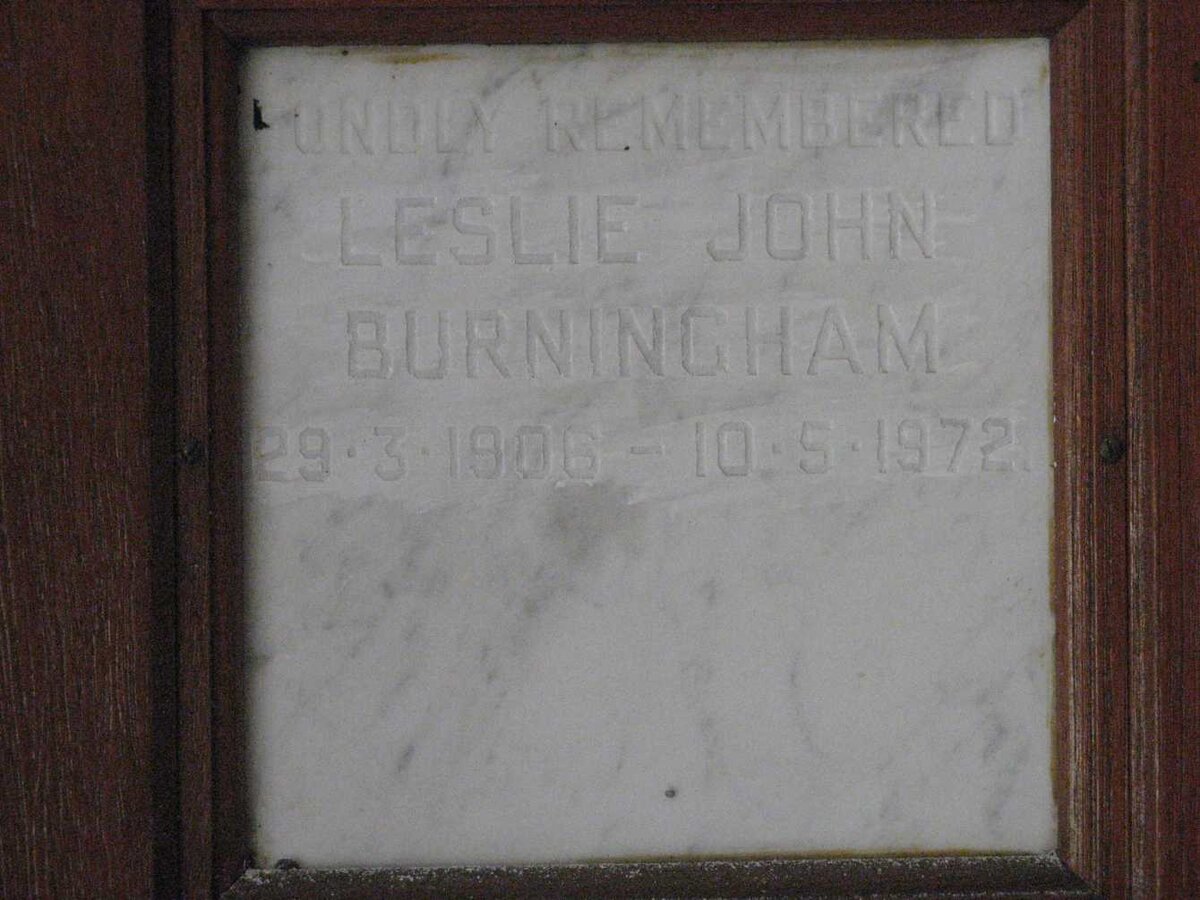 FONDLY REMEMBERED
LESLIE JOHN
BURNINGHAM
29·3·1906 – 10·5·1972.